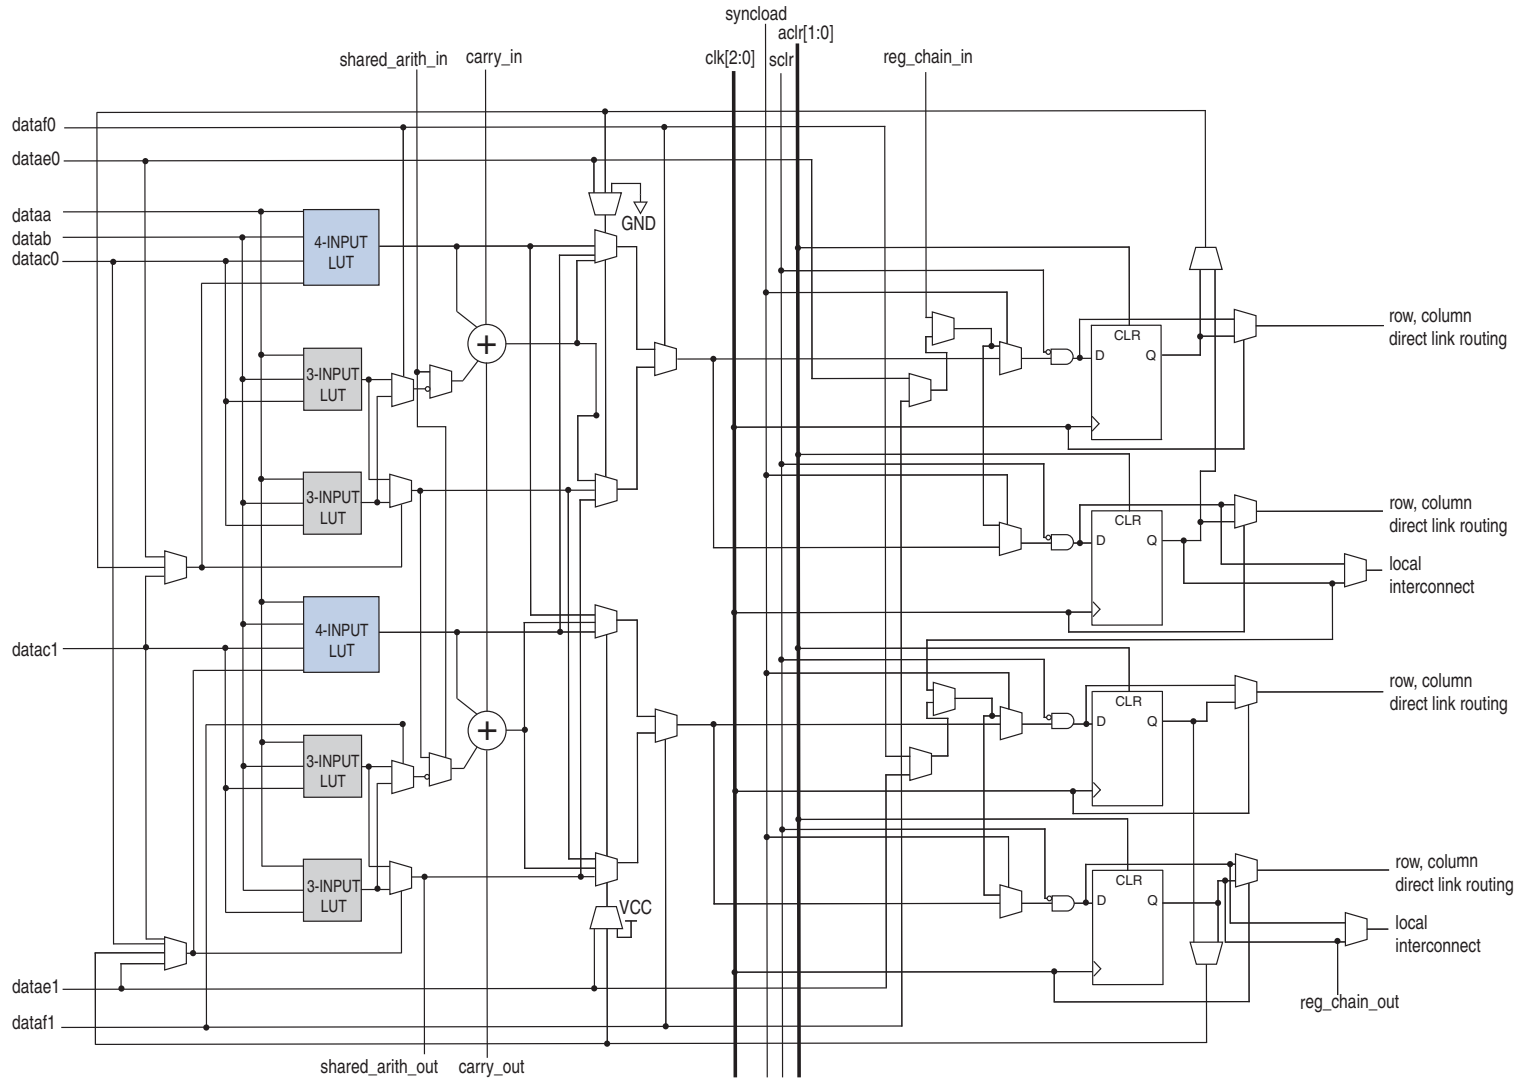 syncload
aclr[1:0]
shared_arith_in
carry_in
clk[2:0]
sclr
reg_chain_in
dataf0
datae0
dataa
datab
datac0
4-INPUT
LUT
GND
+
3-INPUT
LUT
3-INPUT
LUT
CLR
D
Q
row, column
direct link routing
CLR
D
Q
row, column
direct link routing
local
interconnect
datac1
4-INPUT
LUT
+
3-INPUT
LUT
3-INPUT
LUT
VCC
CLR
D
Q
row, column
direct link routing
CLR
D
Q
row, column
direct link routing
local
interconnect
reg_chain_out
datae1
dataf1
shared_arith_out
carry_out